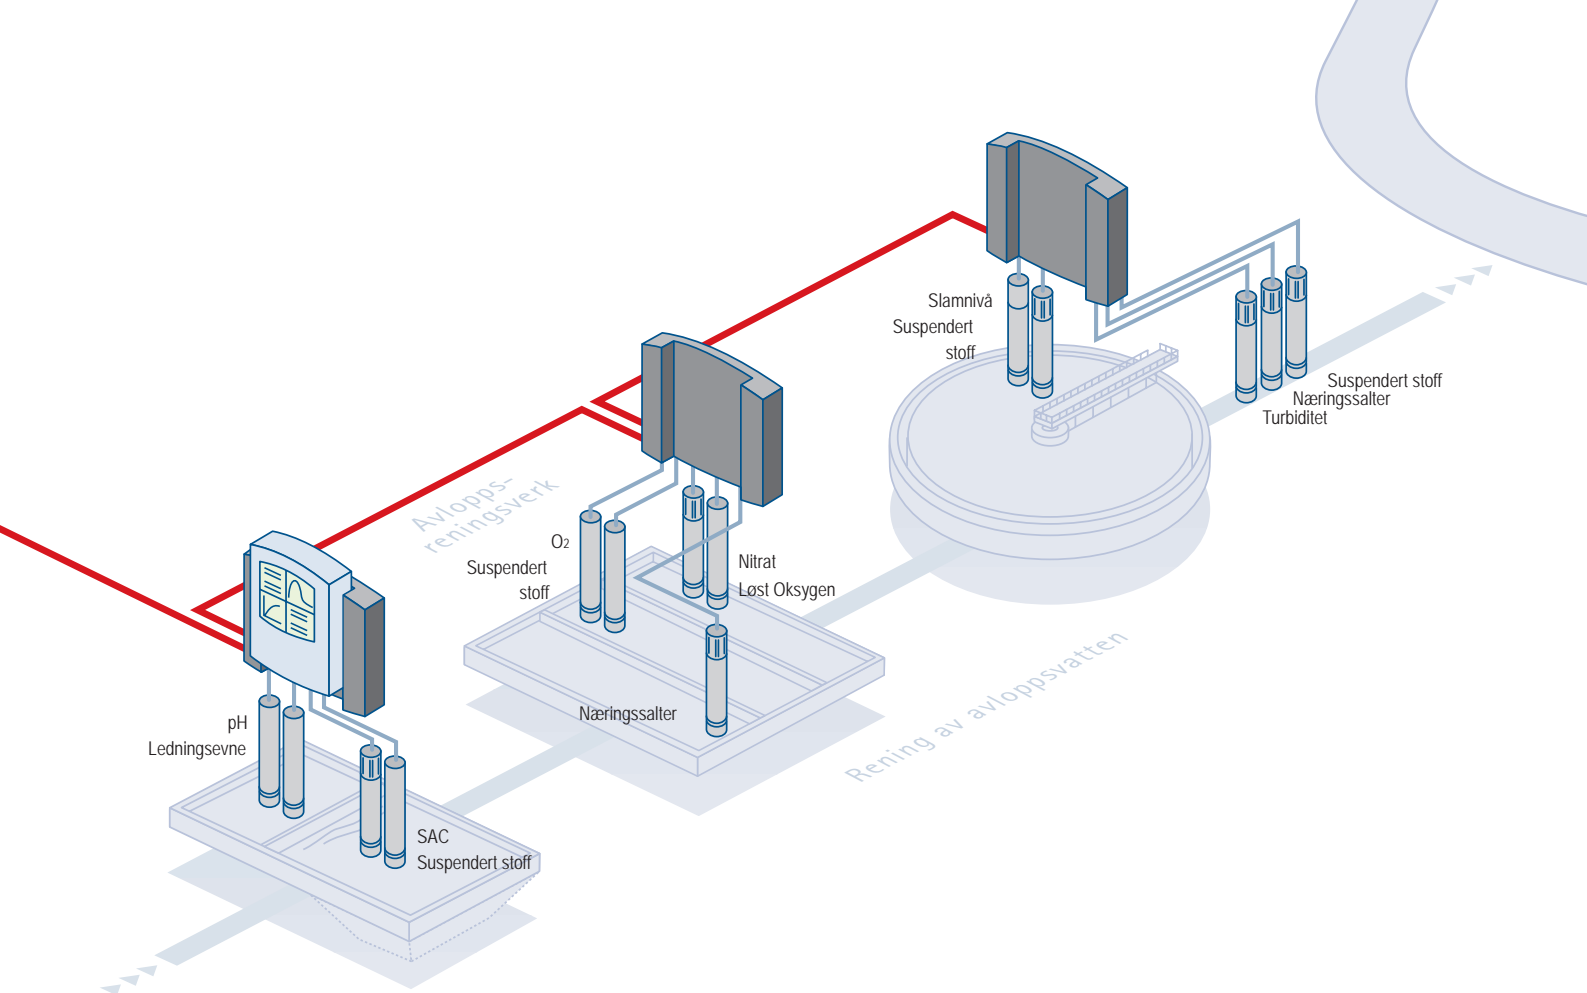 Slamnivå
Suspendert
stoff
Suspendert stoff
Næringssalter
Turbiditet
Avlopps-
reningsverk
O2
Suspendert
stoff
Nitrat
Løst Oksygen
Næringssalter
Rening av avloppsvatten
pH
Ledningsevne
SAC
Suspendert stoff